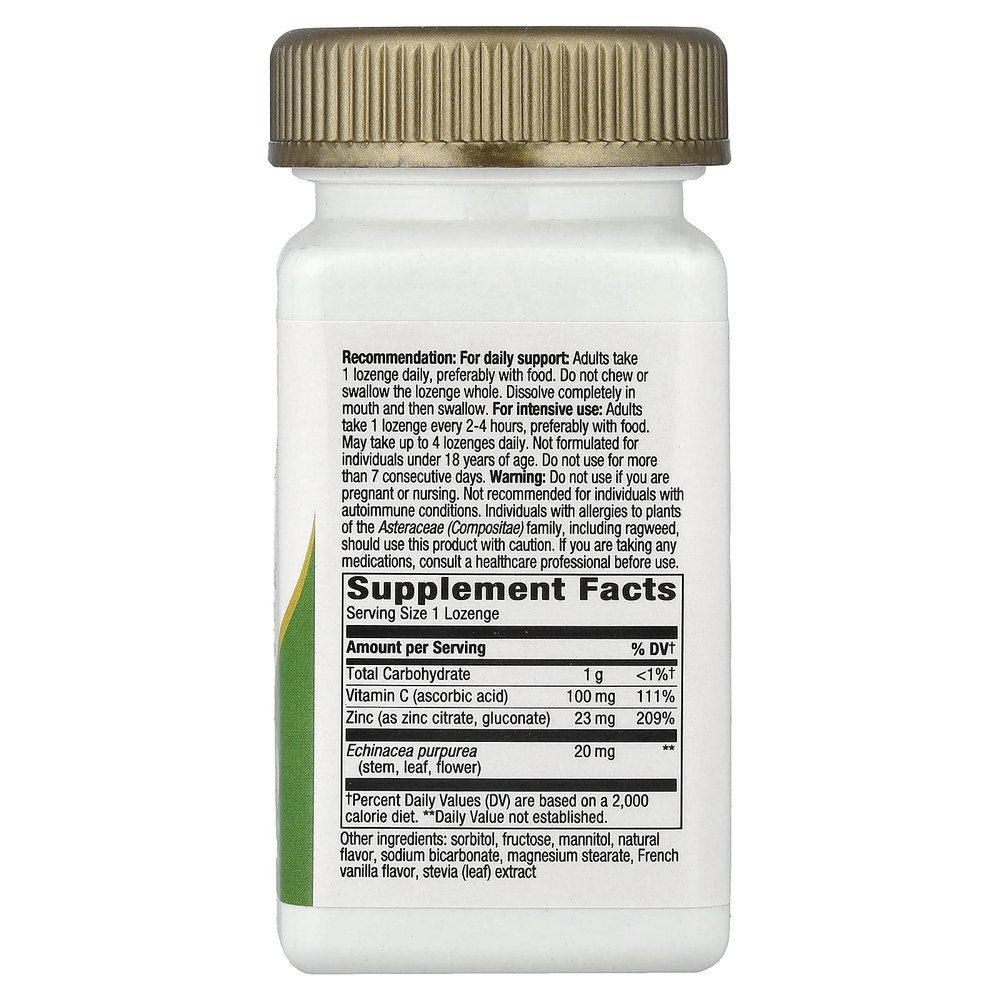 Recommendation: For daily support: Adults take
1 lozenge daily, preferably with food. Do not chew or
swallow the lozenge whole. Dissolve completely in
mouth and then swallow. For intensive use: Adults
take 1 lozenge every 2-4 hours, preferably with food.
May take up to 4 lozenges daily. Not formulated for
individuals under 18 years of age. Do not use for more
than 7 consecutive days. Warning: Do not use if you are
pregnant or nursing. Not recommended for individuals with
autoimmune conditions. Individuals with allergies to plants
of the Asteraceae (Compositae) family, including ragweed,
should use this product with caution. If you are taking any
medications, consult a healthcare professional before use.
Supplement Facts
Serving Size 1 Lozenge
Amount per Serving % DV†
Total Carbohydrate 1 g <1%†
Vitamin C (ascorbic acid) 100 mg 111%
Zinc (as zinc citrate, gluconate) 23 mg 209%
Echinacea purpurea 20 mg **
(stem, leaf, flower)
†Percent Daily Values (DV) are based on a 2,000
calorie diet. **Daily Value not established.
Other ingredients: sorbitol, fructose, mannitol, natural
flavor, sodium bicarbonate, magnesium stearate, French
vanilla flavor, stevia (leaf) extract